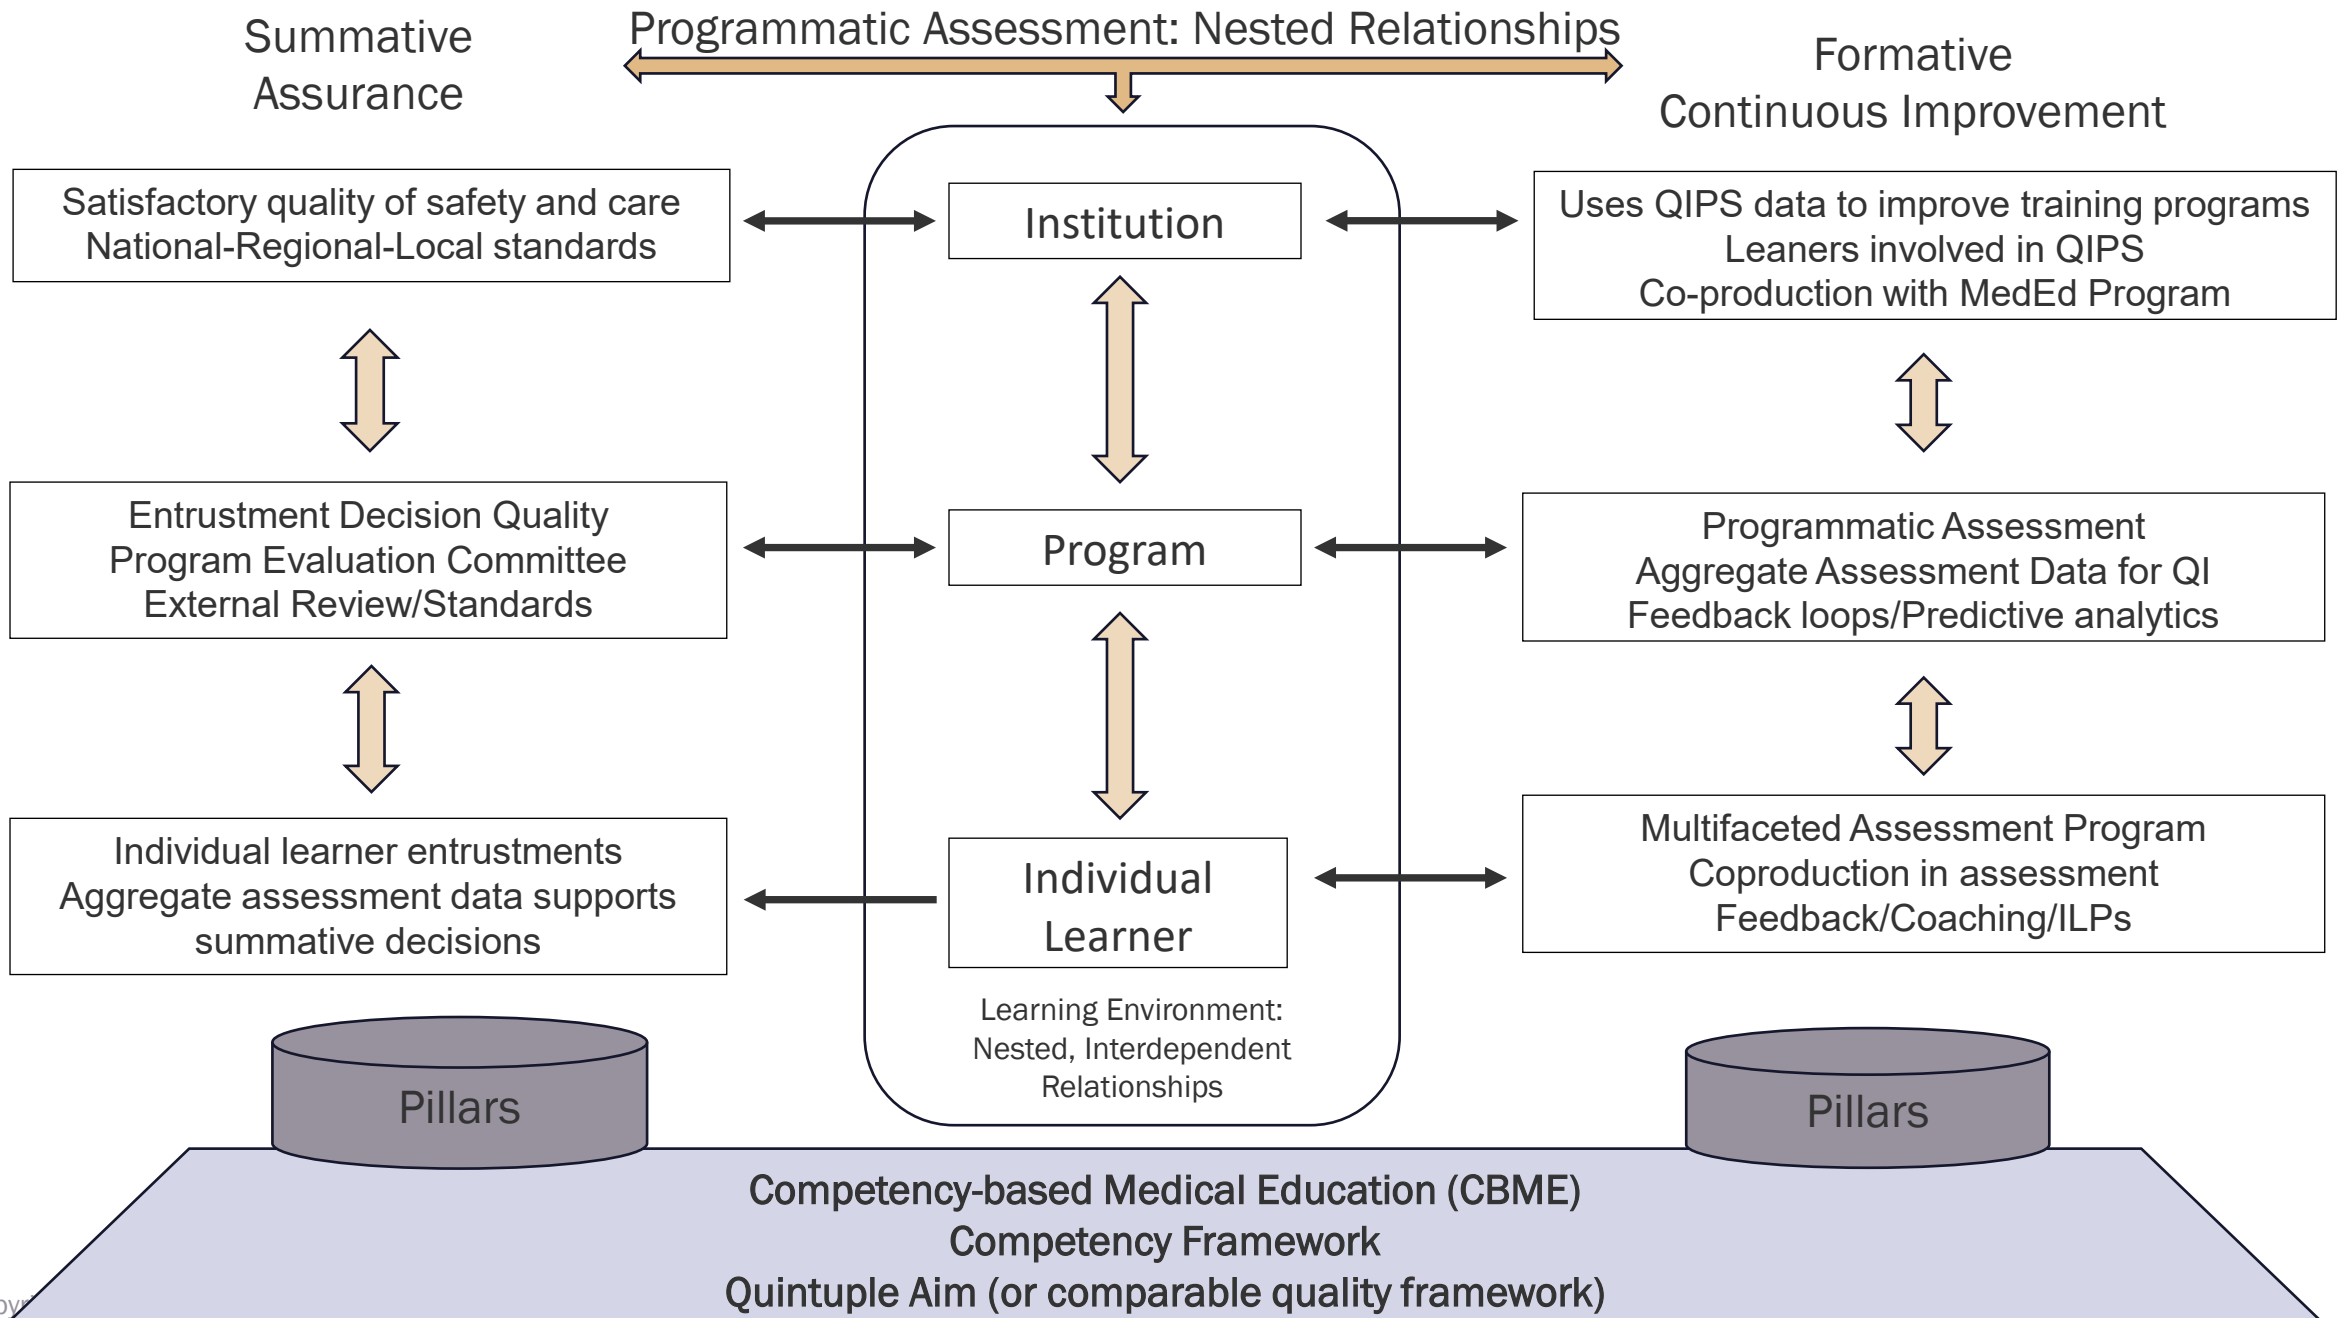 Programmatic Assessment: Nested Relationships
Summative
Assurance
Formative
Continuous Improvement
Satisfactory quality of safety and care
National-Regional-Local standards
Institution
Uses QIPS data to improve training programs
Leaners involved in QIPS
Co-production with MedEd Program
Entrustment Decision Quality
Program Evaluation Committee
External Review/Standards
Program
Programmatic Assessment
Aggregate Assessment Data for QI
Feedback loops/Predictive analytics
Individual learner entrustments
Aggregate assessment data supports
summative decisions
Individual
Learner
Multifaceted Assessment Program
Coproduction in assessment
Feedback/Coaching/ILPs
Learning Environment:
Nested, Interdependent
Relationships
Pillars
Pillars
Competency-based Medical Education (CBME)
Competency Framework
Quintuple Aim (or comparable quality framework)